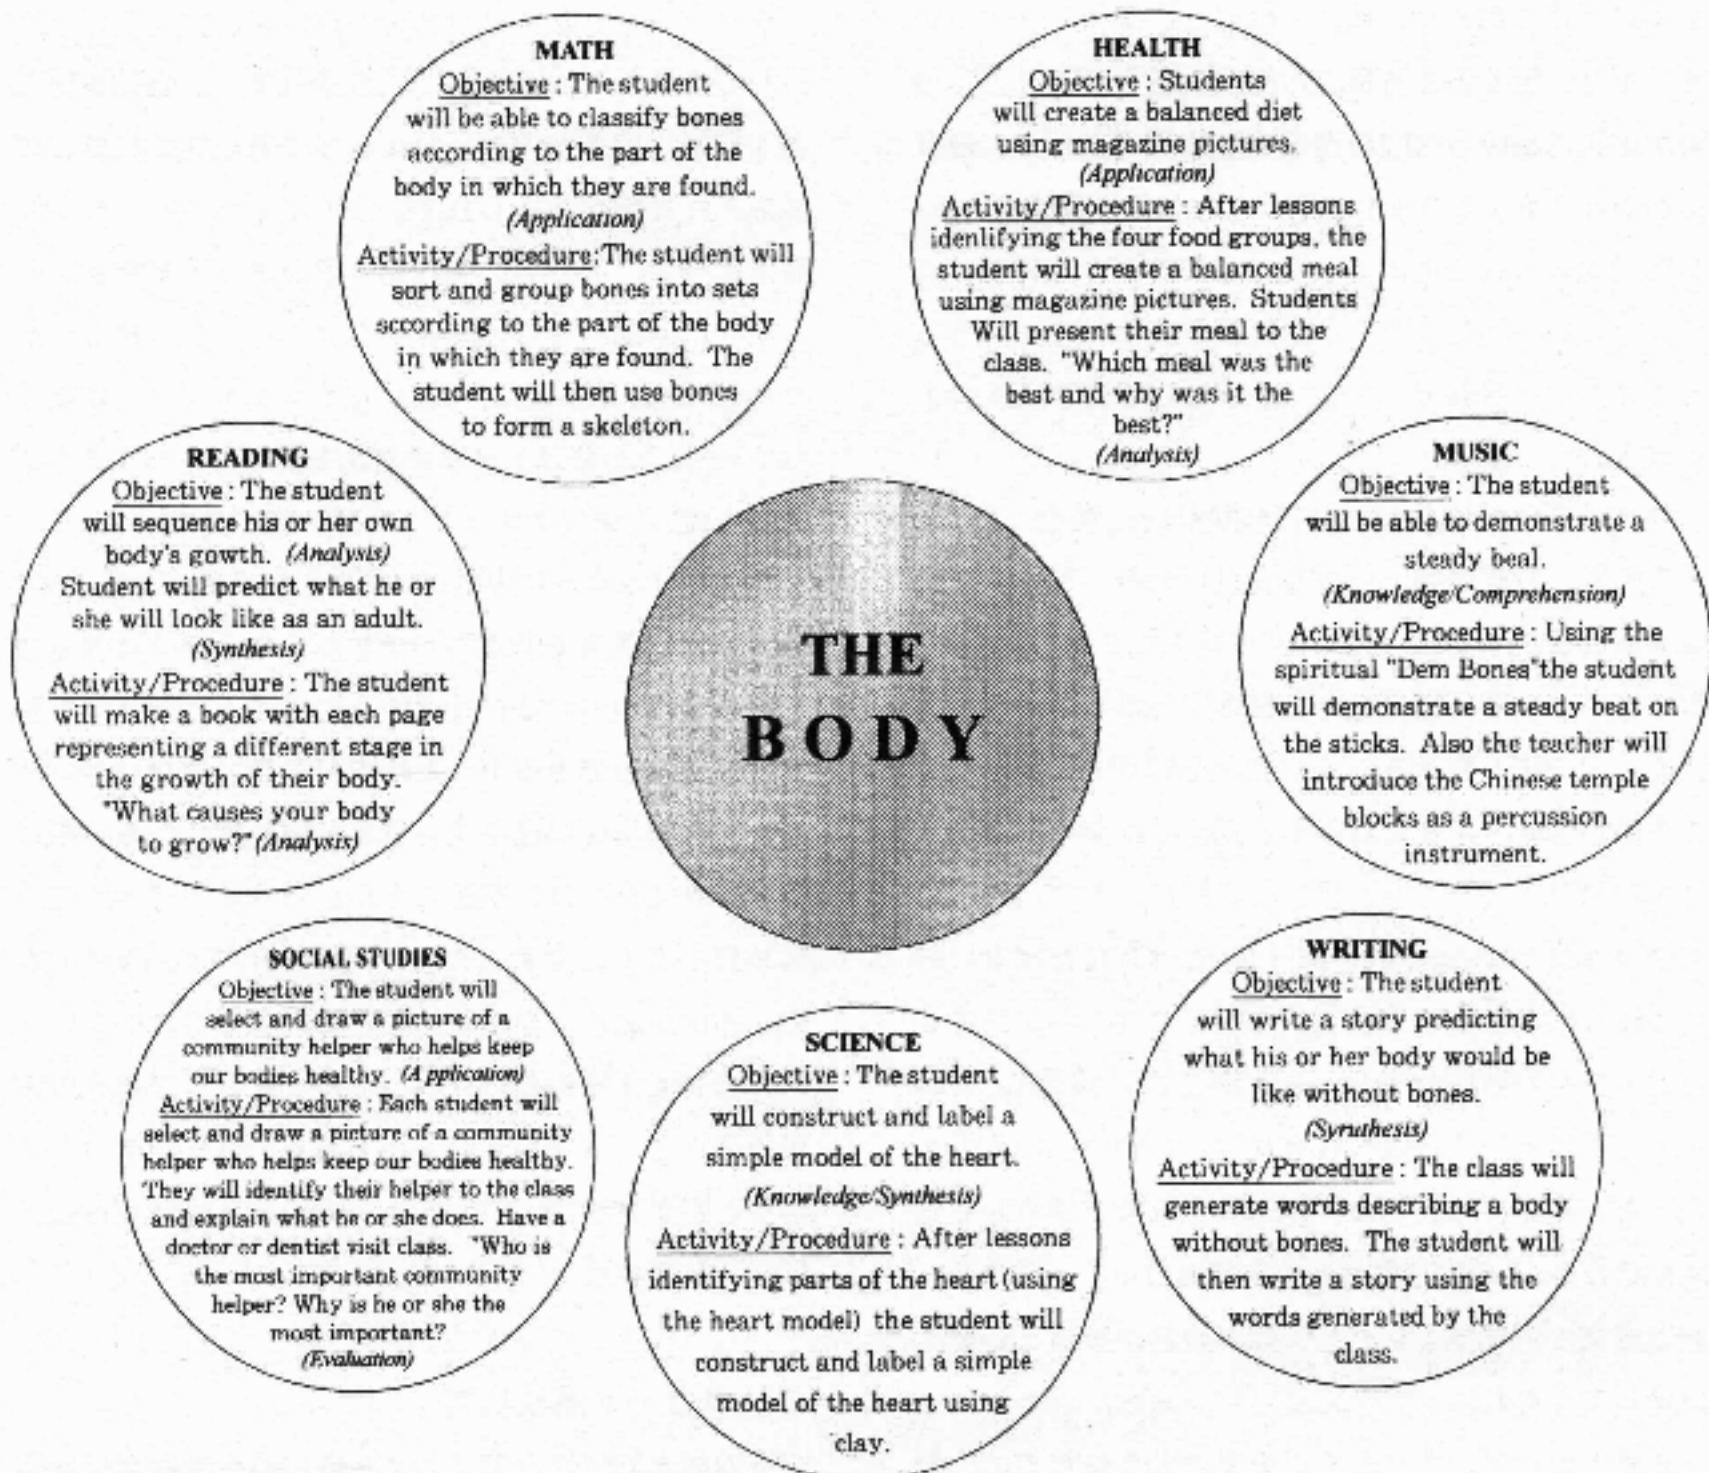 MATH
Objective : The student
will be able to classify bones
according to the part of the
body in which they are found.
(Application)
Activity/Procedure: The student will
sort and group bones into sets
sccording to the part of the body
in which they are found. The
student will then use bones
to form a skeleton.
HEALTH
Objective : Students
will create a balanced diet
using magazine pictures.
(Application)
Activity/Procedure : After lessons
idenlifying the four food groups, the
student will create a balanced meal
using magazine pictures. Students
Will present their meal to the
class. "Which meal was the
best and why was it the
best?"
(Analysis)
READING
Objective : The student
will sequence his or her own
body's gowth. (Analysis)
Student will predict what he or
she will look like as an adult.
(Synthesis)
Activity/Procedure : The student
will make a book with each page
representing a different stage in
the growth of their body.
"What causes your body
to grow?" (Analysis)
THE
BODY
MUSIC
Objective : The student
will be able to demonstrate a
steady beal.
(Knowledge/Comprehension)
Activity/Procedure : Using the
spiritual "Dem Bones" the student
will demonstrate a steady beat on
the sticks. Also the teacher will
introduce the Chinese temple
blocks as a percussion
instrument.
SOCIAL STUDIES
Objective : The student will
select and draw a picture of a
community helper who helps keep
our bodies healthy. (Application)
Activity/Procedure : Each student will
select and draw a picture of a community
helper who helps keep our bodies healthy.
They will identify their helper to the class
and explain what he or she does. Have a
doctor or dentist visit class. "Who is
the most important community
helper? Why is he or she the
most important?
(Evaluation)
SCIENCE
Objective : The student
will construct and label a
simple model of the heart.
(Knowledge/Synthesis)
Activity/Procedure : After lessons
identifying parts of the heart (using
the heart model) the student will
construct and label a simple
model of the heart using
clay.
WRITING
Objective : The student
will write a story predicting
what his or her body would be
like without bones.
(Syruthesis)
Activity/Procedure : The class will
generate words describing a body
without bones. The student will
then write a story using the
words generated by the
class.